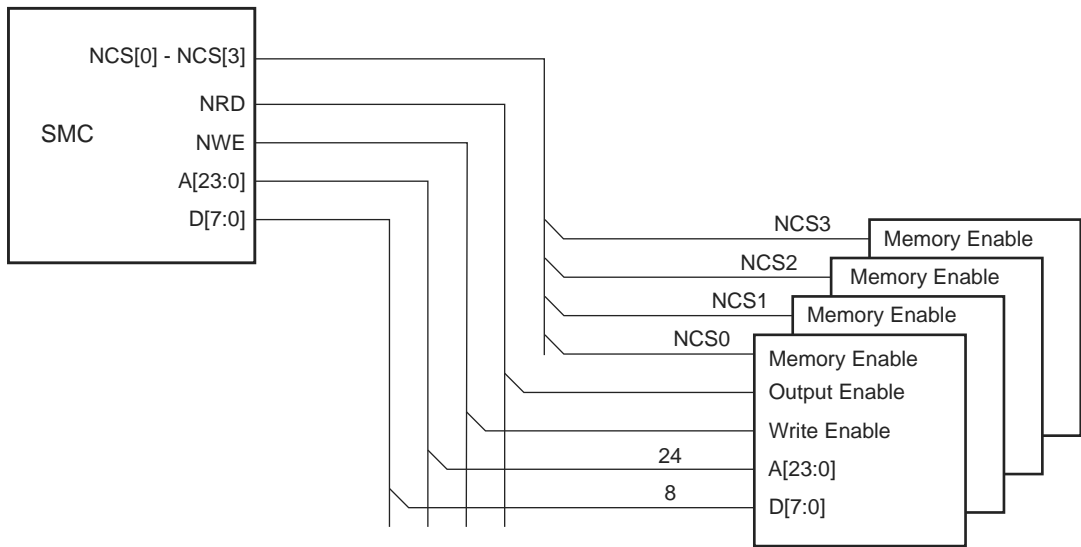 NCS[0] - NCS[3]
NRD
SMC
NWE
A[23:0]
D[7:0]
NCS3
Memory Enable
NCS2
Memory Enable
NCS1
Memory Enable
NCS0
Memory Enable
Output Enable
Write Enable
24
A[23:0]
8
D[7:0]